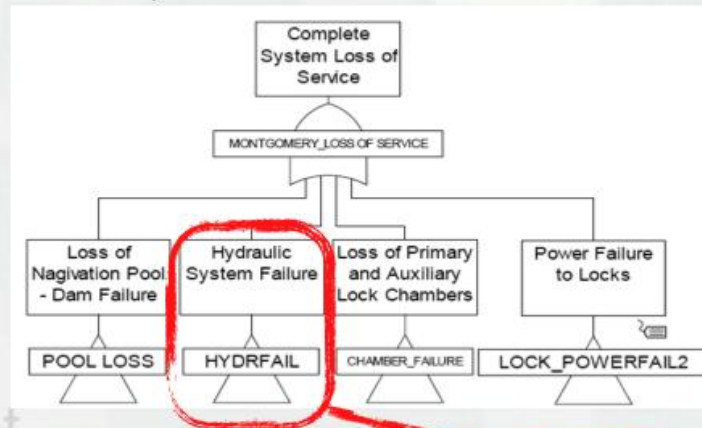 Complete
System Loss of
Service
MONTGOMERY_LOSS OF SERVICE
Loss of
Nagivation Pool
- Dam Failure
Hydraulic
System Failure
Loss of Primary
and Auxiliary
Lock Chambers
Power Failure
to Locks
POOL LOSS
HYDRFAIL
CHAMBER_FAILURE
LOCK_POWERFAIL2